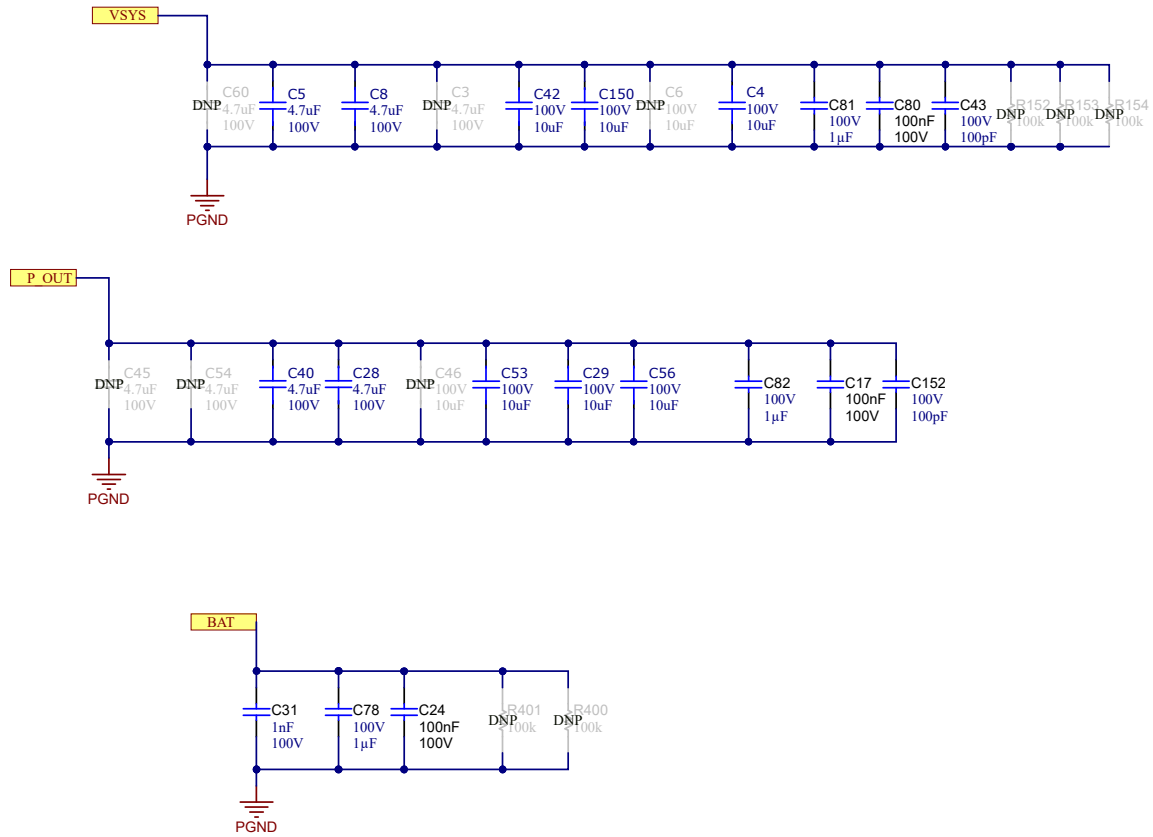 VSYS
DNP
C60
4.7uF
100V
C5
4.7uF
100V
C8
4.7uF
100V
DNP
C3
4.7uF
100V
C42
100V
10uF
C150
100V
10uF
DNP
C6
100V
10uF
C4
100V
10uF
C81
100V
1µF
C80
100nF
100V
C43
100V
100pF
DNP
R152
100k
DNP
R153
100k
DNP
R154
100k
PGND
P_OUT
DNP
C45
4.7uF
100V
DNP
C54
4.7uF
100V
C40
4.7uF
100V
C28
4.7uF
100V
DNP
C46
100V
10uF
C53
100V
10uF
C29
100V
10uF
C56
100V
10uF
C82
100V
1µF
C17
100nF
100V
C152
100V
100pF
PGND
BAT
C31
1nF
100V
C78
100V
1µF
C24
100nF
100V
DNP
R401
100k
DNP
R400
100k
PGND